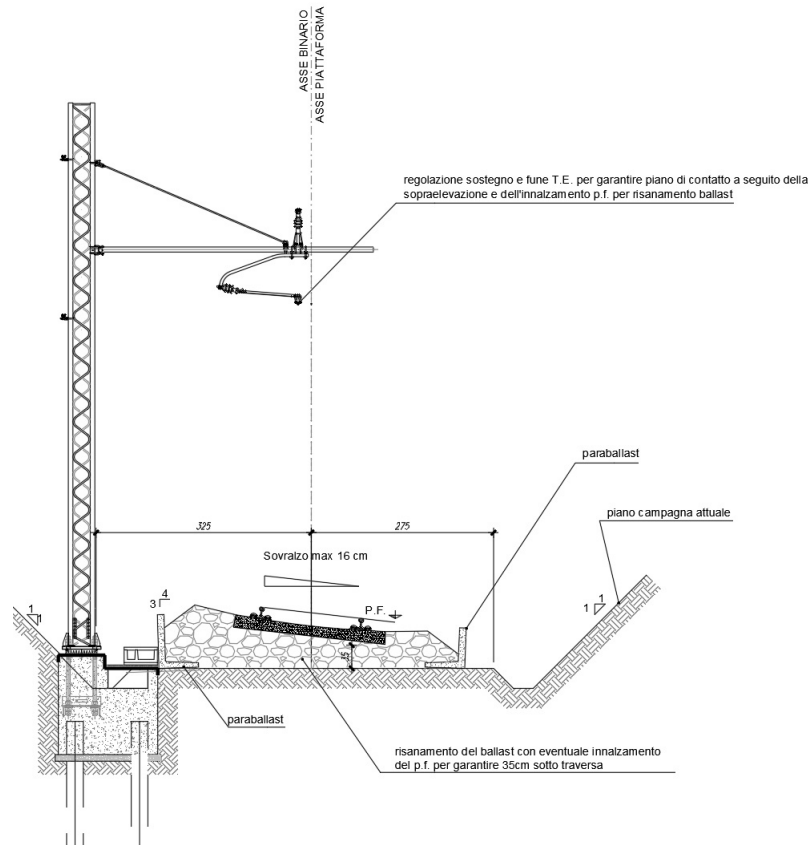 ASSE BINARIO
ASSE PIATTAFORMA
regolazione sostegno e fune T.E. per garantire piano di contatto a seguito della
sopraelevazione e dell'innalzamento p.f. per risanamento ballast
paraballast
piano campagna attuale
325
275
Sovralzo max 16 cm
4
3
P.F.
1
1
1
1
35
paraballast
risanamento del ballast con eventuale innalzamento
del p.f. per garantire 35cm sotto traversa